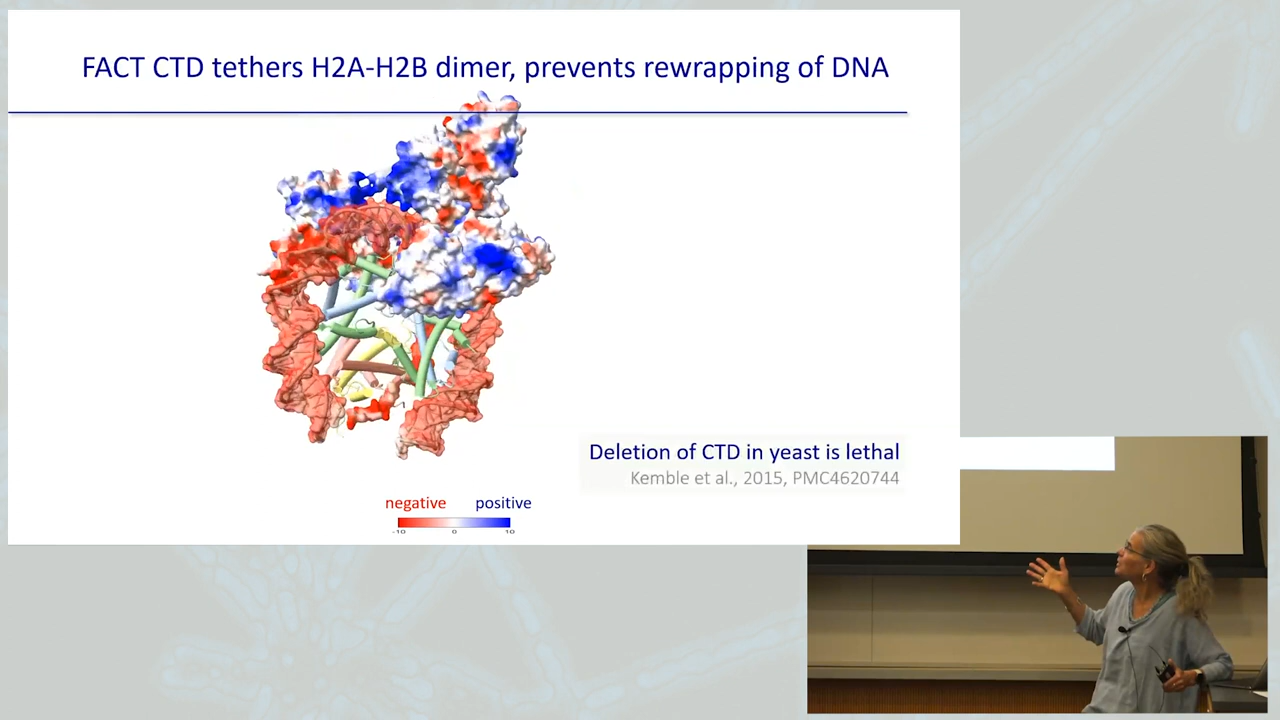 FACT CTD tethers H2A-H2B dimer, prevents rewrapping of DNA
Deletion of CTD in yeast is lethal
Kemble et al., 2015, PMC4620744
negative positive
-10 0 10